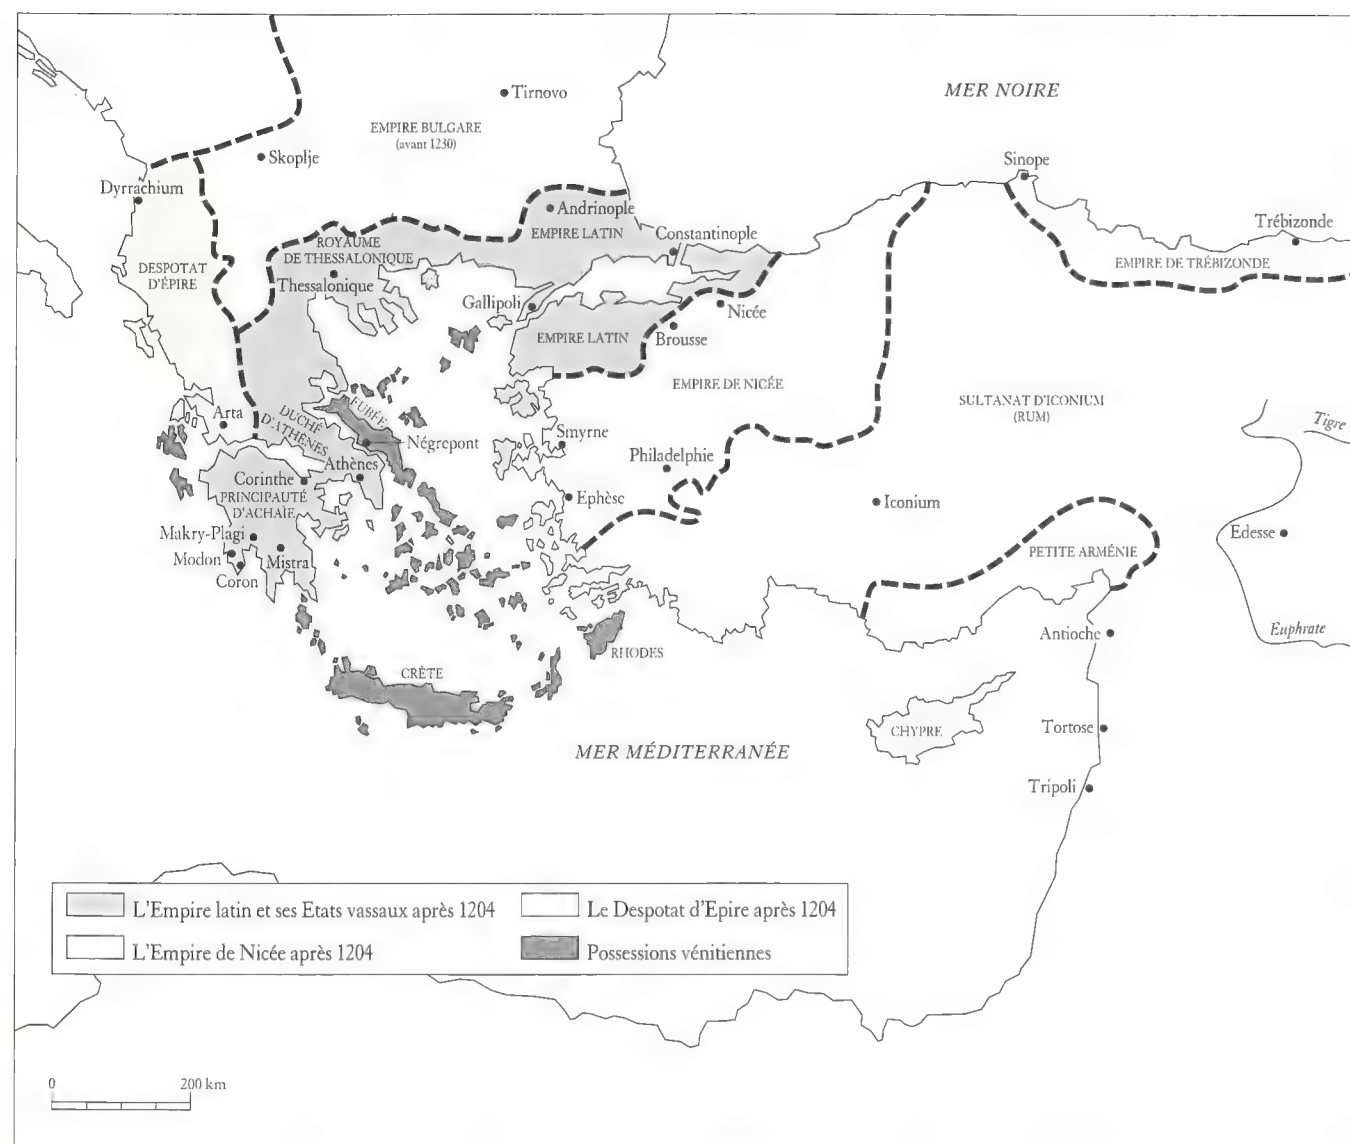 MER NOIRE
Tirnovo
EMPIRE BULGARE
(avant 1230)
Skoplje
Sinope
Dyrrachium
Andrinople
Trébizonde
EMPIRE LATIN
Constantinople
ROYAUME
DE THESSALONIQUE
EMPIRE DE TRÉBIZONDE
DESPOTAT
D'ÉPIRE
Thessalonique
Gallipoli
Nicée
EMPIRE LATIN
Brousse
EMPIRE DE NICÉE
SULTANAT D'ICONIUM
(RUM)
Tigre
Arta
DUCHÉ
D'ATHÈNES
EUBÉE
Négrepont
Smyrne
Philadelphie
Athènes
Corinthe
PRINCIPAUTÉ
D'ACHAÏE
Ephèse
Iconium
Makry-Plagi
Edesse
Modon
Mistra
PETITE ARMÉNIE
Coron
Antioche
Euphrate
RHODES
CRÈTE
CHYPRE
Tortose
MER MÉDITERRANÉE
Tripoli
L'Empire latin et ses Etats vassaux après 1204
Le Despotat d'Epire après 1204
L'Empire de Nicée après 1204
Possessions vénitiennes
0
200 km